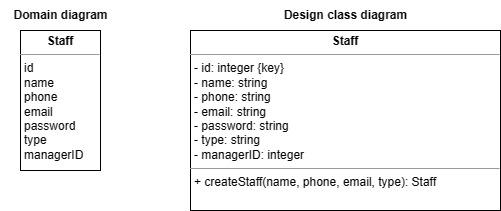 Domain diagram
Staff
id
name
phone
email
password
type
managerID
Design class diagram
Staff
- id: integer {key}
- name: string
- phone: string
- email: string
- password: string
- type: string
- managerID: integer
+ createStaff(name, phone, email, type): Staff